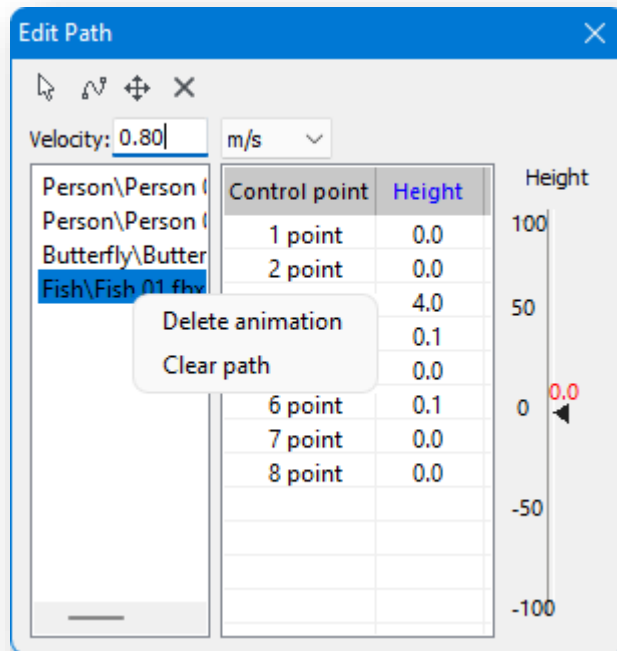 Edit Path
Velocity: 0.80 m/s
Person\Person
Person\Person
Butterfly\Butter
Fish\Fish 01.fbx
Delete animation
Clear path
Control point Height
1 point 0.0
2 point 0.0
4.0
0.1
0.0
6 point 0.1
7 point 0.0
8 point 0.0
Height
100
50
0 0.0
-50
-100